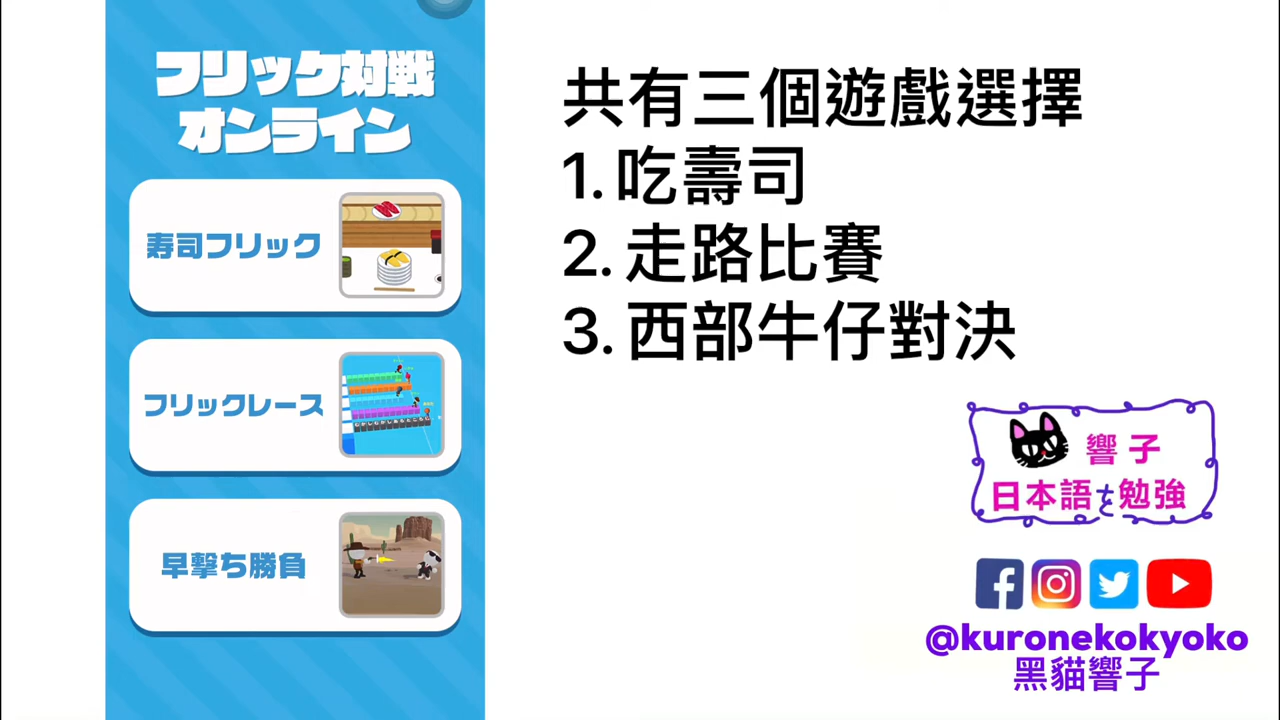 フリック対戦
オンライン
寿司フリック
フリックレース
早撃ち勝負
共有三個遊戲選擇
1. 吃壽司
2. 走路比賽
3. 西部牛仔對決
響子
日本語を勉強
@kuronekokyoko
黑貓響子